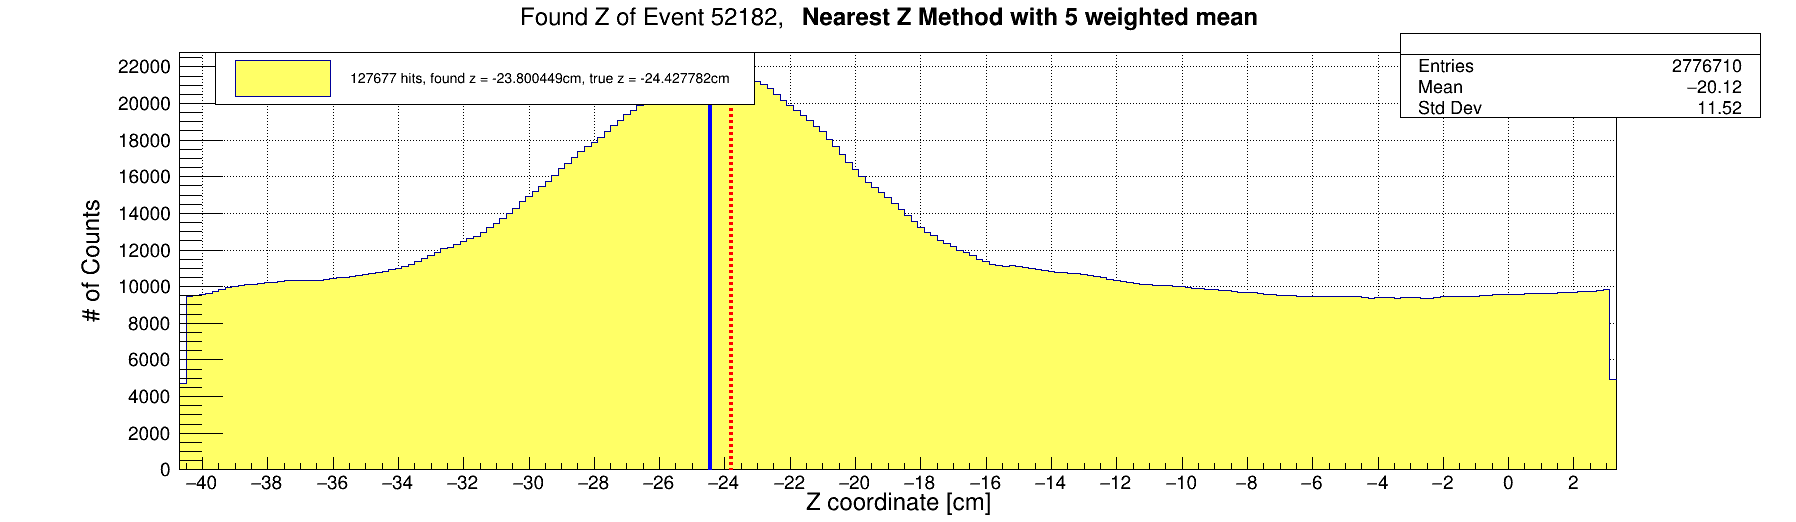 Found Z of Event 52182, Nearest Z Method with 5 weighted mean
127677 hits, found z = -23.800449cm, true z = -24.427782cm
Entries 2776710
Mean −20.12
Std Dev 11.52
# of Counts
22000
20000
18000
16000
14000
12000
10000
8000
6000
4000
2000
0
−40 −38 −36 −34 −32 −30 −28 −26 −24 −22 −20 −18 −16 −14 −12 −10 −8 −6 −4 −2 0 2
Z coordinate [cm]